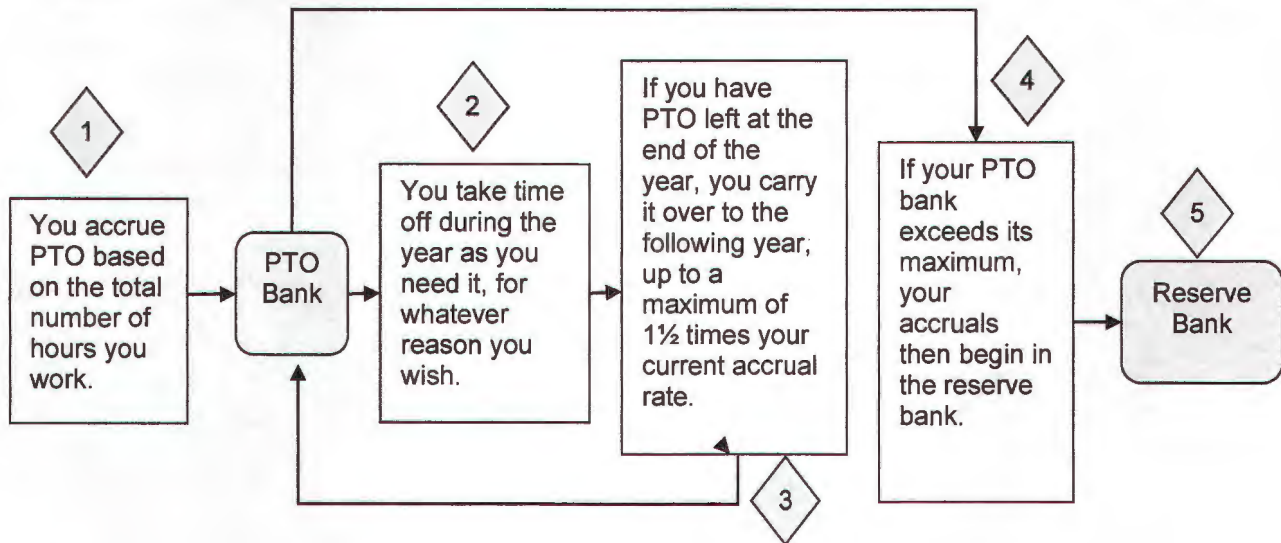 1
You accrue
PTO based
on the total
number of
hours you
work.
PTO
Bank
2
You take time
off during the
year as you
need it, for
whatever
reason you
wish.
If you have
PTO left at the
end of the
year, you carry
it over to the
following year,
up to a
maximum of
1½ times your
current accrual
rate.
3
4
If your PTO
bank
exceeds its
maximum,
your
accruals
then begin in
the reserve
bank.
5
Reserve
Bank